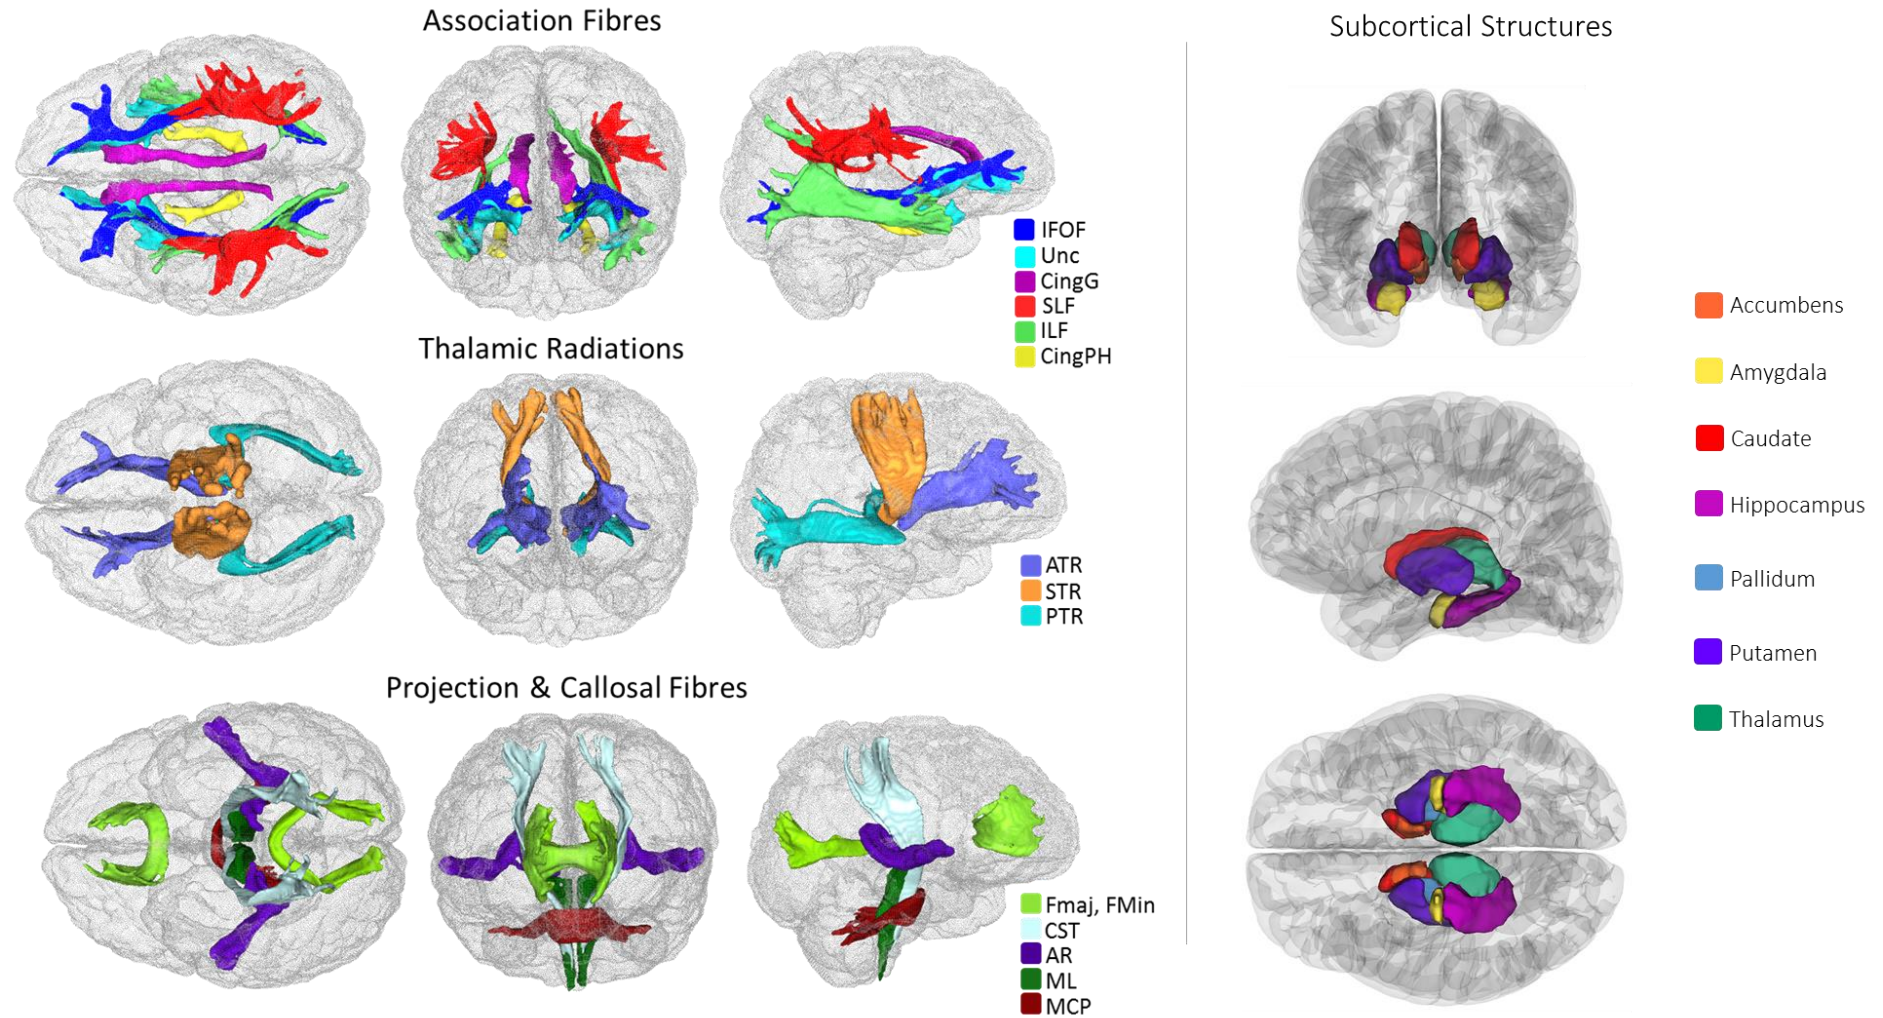 Association Fibres
IFOF
Unc
CingG
SLF
ILF
CingPH
Thalamic Radiations
ATR
STR
PTR
Projection & Callosal Fibres
Fmaj, FMin
CST
AR
ML
MCP
Subcortical Structures
Accumbens
Amygdala
Caudate
Hippocampus
Pallidum
Putamen
Thalamus